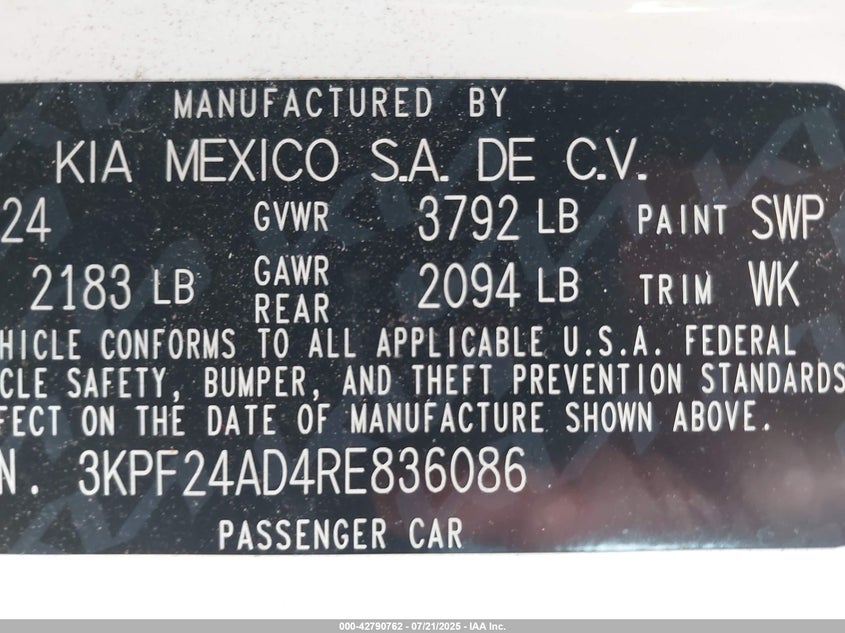 MANUFACTURED BY
KIA MEXICO S.A. DE C.V.
24 GVWR 3792 LB PAINT SWP
2183 LB GAWR REAR 2094 LB TRIM WK
HICLE CONFORMS TO ALL APPLICABLE U.S.A. FEDERAL
CLE SAFETY, BUMPER, AND THEFT PREVENTION STANDARDS
FECT ON THE DATE OF MANUFACTURE SHOWN ABOVE.
N. 3KPF24AD4RE836086
PASSENGER CAR
000-42790762 - 07/21/2025 - IAA Inc.